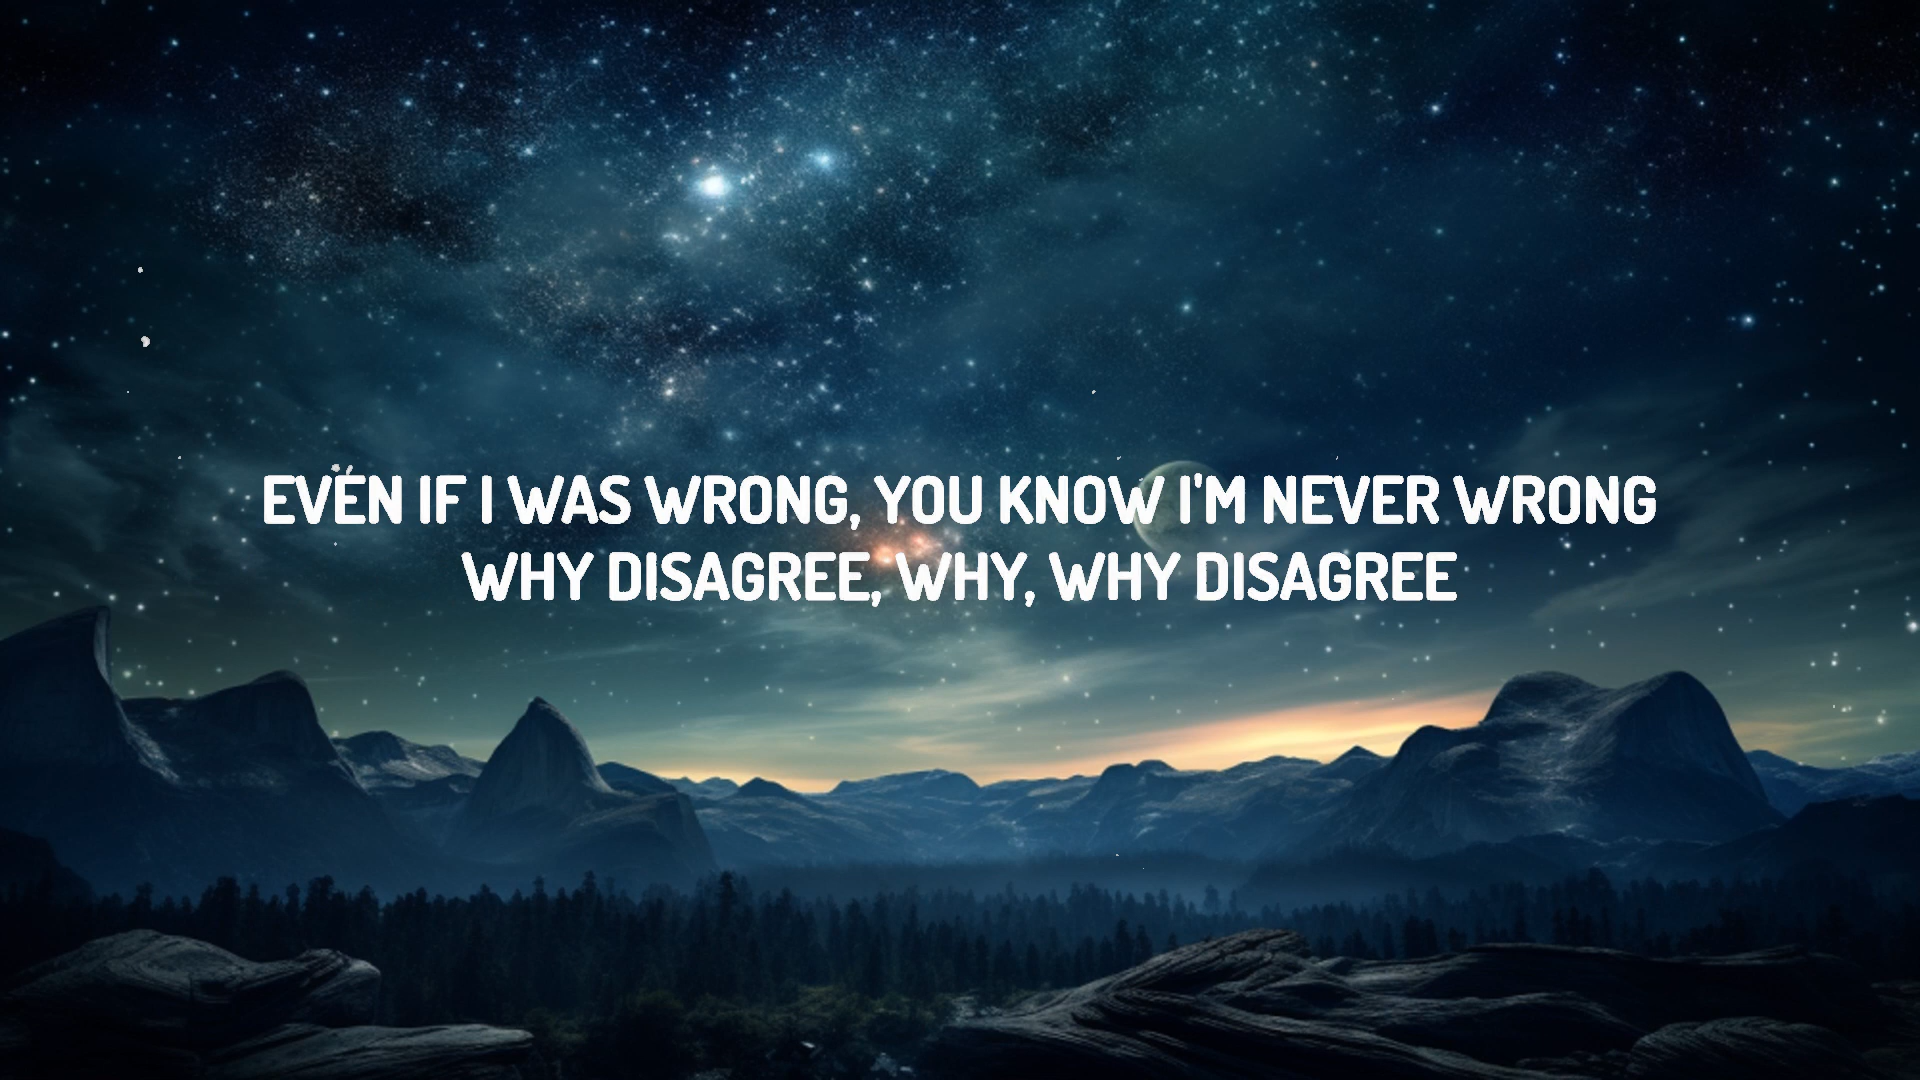 EVEN IF I WAS WRONG, YOU KNOW I'M NEVER WRONG
WHY DISAGREE, WHY, WHY DISAGREE